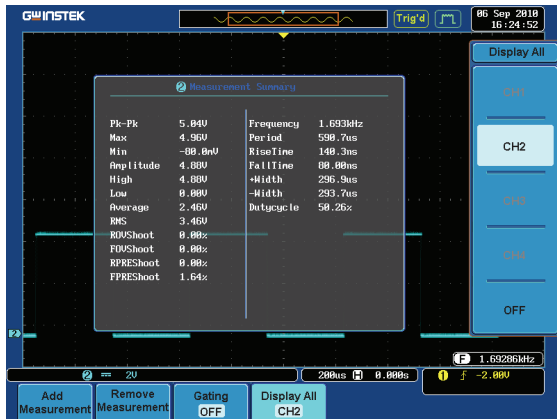 GWINSTEK
Trig'd
06 Sep 2010
16:24:52
Display All
CH1
CH2
CH3
CH4
OFF
2 Measurement Summary
Pk-Pk 5.04V Frequency 1.693kHz
Max 4.96V Period 590.7us
Min -80.0mV RiseTime 140.3ns
Amplitude 4.88V FallTime 80.00ns
High 4.88V +Width 296.9us
Low 0.00V -Width 293.7us
Average 2.46V Dutycycle 50.26%
RMS 3.46V
ROVShoot 0.00%
FOVShoot 0.00%
RPREShoot 0.00%
FPREShoot 1.64%
2
F 1.69286kHz
2 2V 200us H 0.000s 1 -2.00V
Add Measurement
Remove Measurement
Gating OFF
Display All CH2